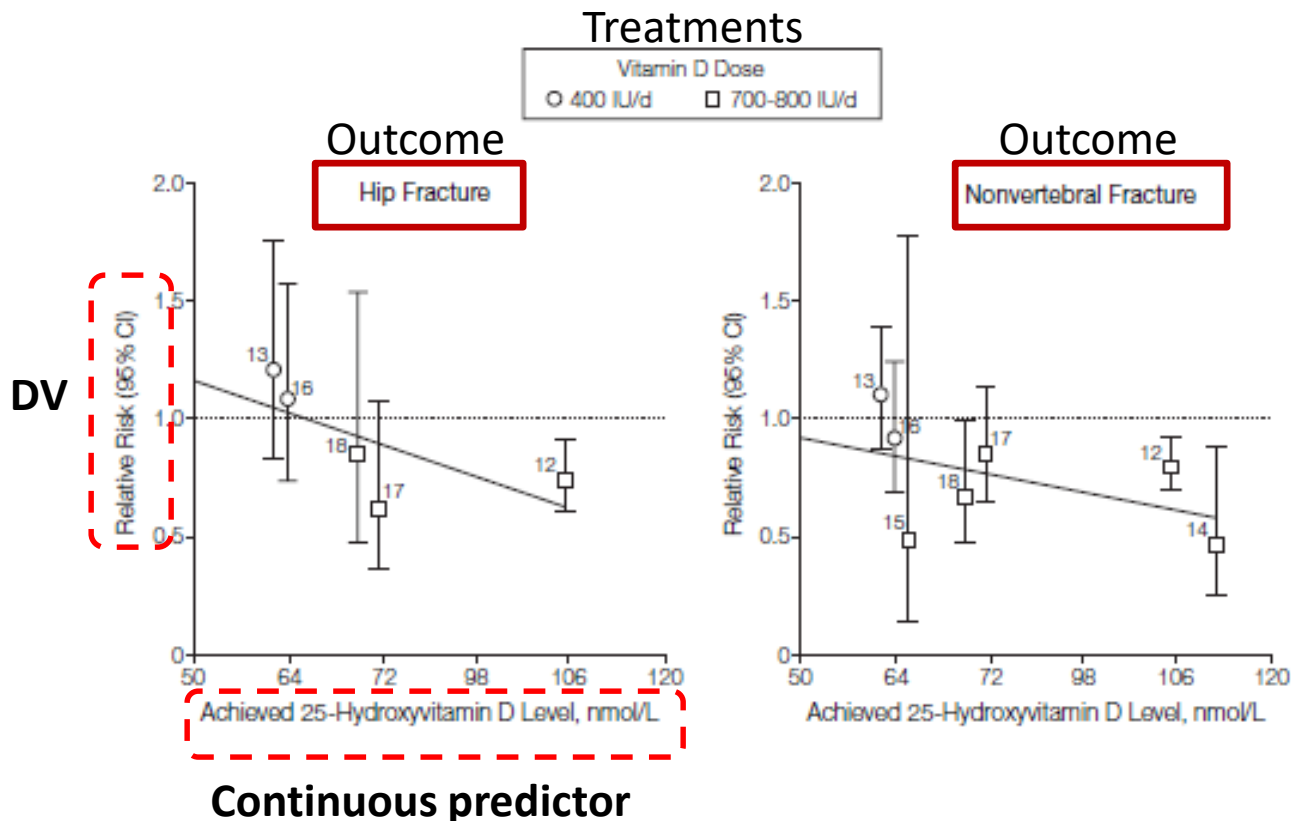 Treatments
Vitamin D Dose
400 IU/d 700-800 IU/d
Outcome
Hip Fracture
2.0
1.5
1.0
0.5
0
13
16
18
17
12
50 64 72 98 106 120
Relative Risk (95% CI)
DV
Achieved 25-Hydroxyvitamin D Level, nmol/L
Continuous predictor
Outcome
Nonvertebral Fracture
2.0
1.5
1.0
0.5
0
13
16
15
18
17
12
14
50 64 72 98 106 120
Relative Risk (95% CI)
Achieved 25-Hydroxyvitamin D Level, nmol/L